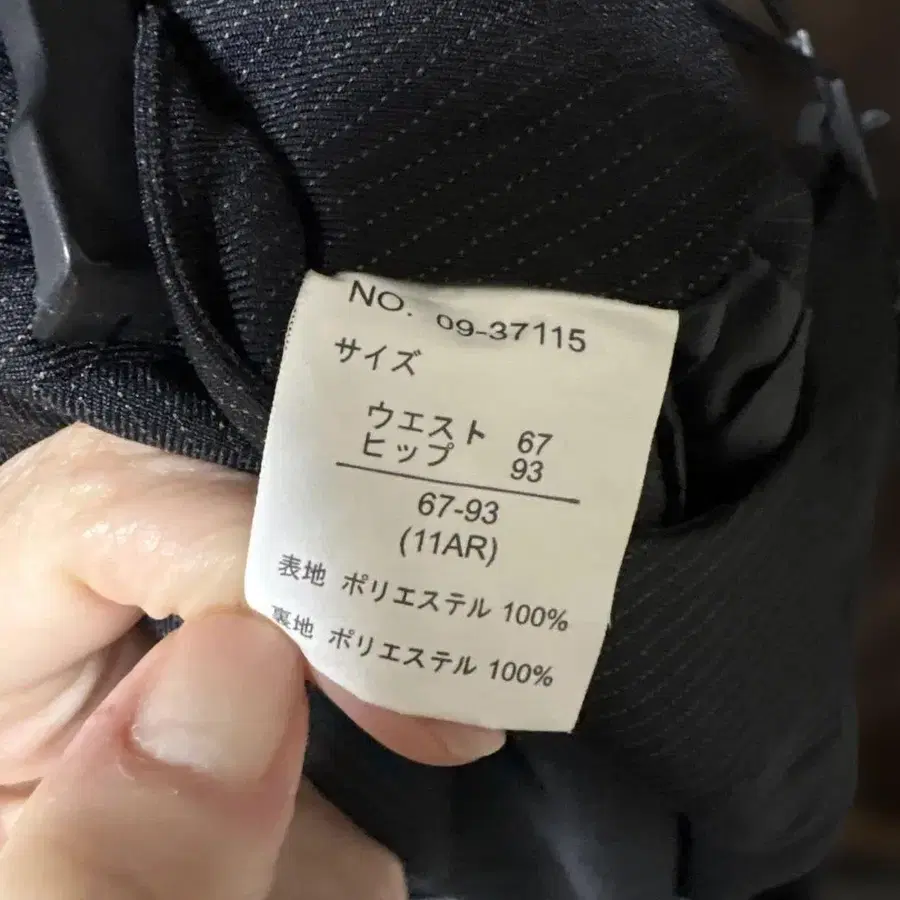 NO. 09-37115
サイズ
ウエスト 67
ヒップ 93
67-93
(11AR)
表地 ポリエステル 100%
裏地 ポリエステル 100%